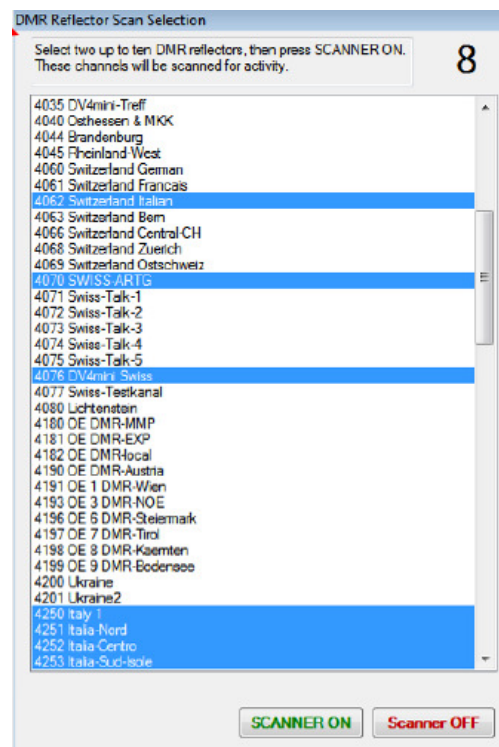 DMR Reflector Scan Selection
Select two up to ten DMR reflectors, then press SCANNER ON.
These channels will be scanned for activity.
8
4035 DV4mini-Treff
4040 Osthessen & MKK
4044 Brandenburg
4045 Rheinland-West
4060 Switzerland German
4061 Switzerland Francais
4062 Switzerland Italian
4063 Switzerland Bern
4066 Switzerland Central-CH
4068 Switzerland Zuerich
4069 Switzerland Ostschweiz
4070 SWISS-ARTG
4071 Swiss-Talk-1
4072 Swiss-Talk-2
4073 Swiss-Talk-3
4074 Swiss-Talk-4
4075 Swiss-Talk-5
4076 DV4mini Swiss
4077 Swiss-Testkanal
4080 Lichtenstein
4180 OE DMR-MMP
4181 OE DMR-EXP
4182 OE DMR-local
4190 OE DMR-Austria
4191 OE 1 DMR-Wien
4193 OE 3 DMR-NOE
4196 OE 6 DMR-Steiermark
4197 OE 7 DMR-Tirol
4198 OE 8 DMR-Kaernten
4199 OE 9 DMR-Bodensee
4200 Ukraine
4201 Ukraine2
4250 Italy 1
4251 Italia-Nord
4252 Italia-Centro
4253 Italia-Sud-Isole
SCANNER ON
Scanner OFF